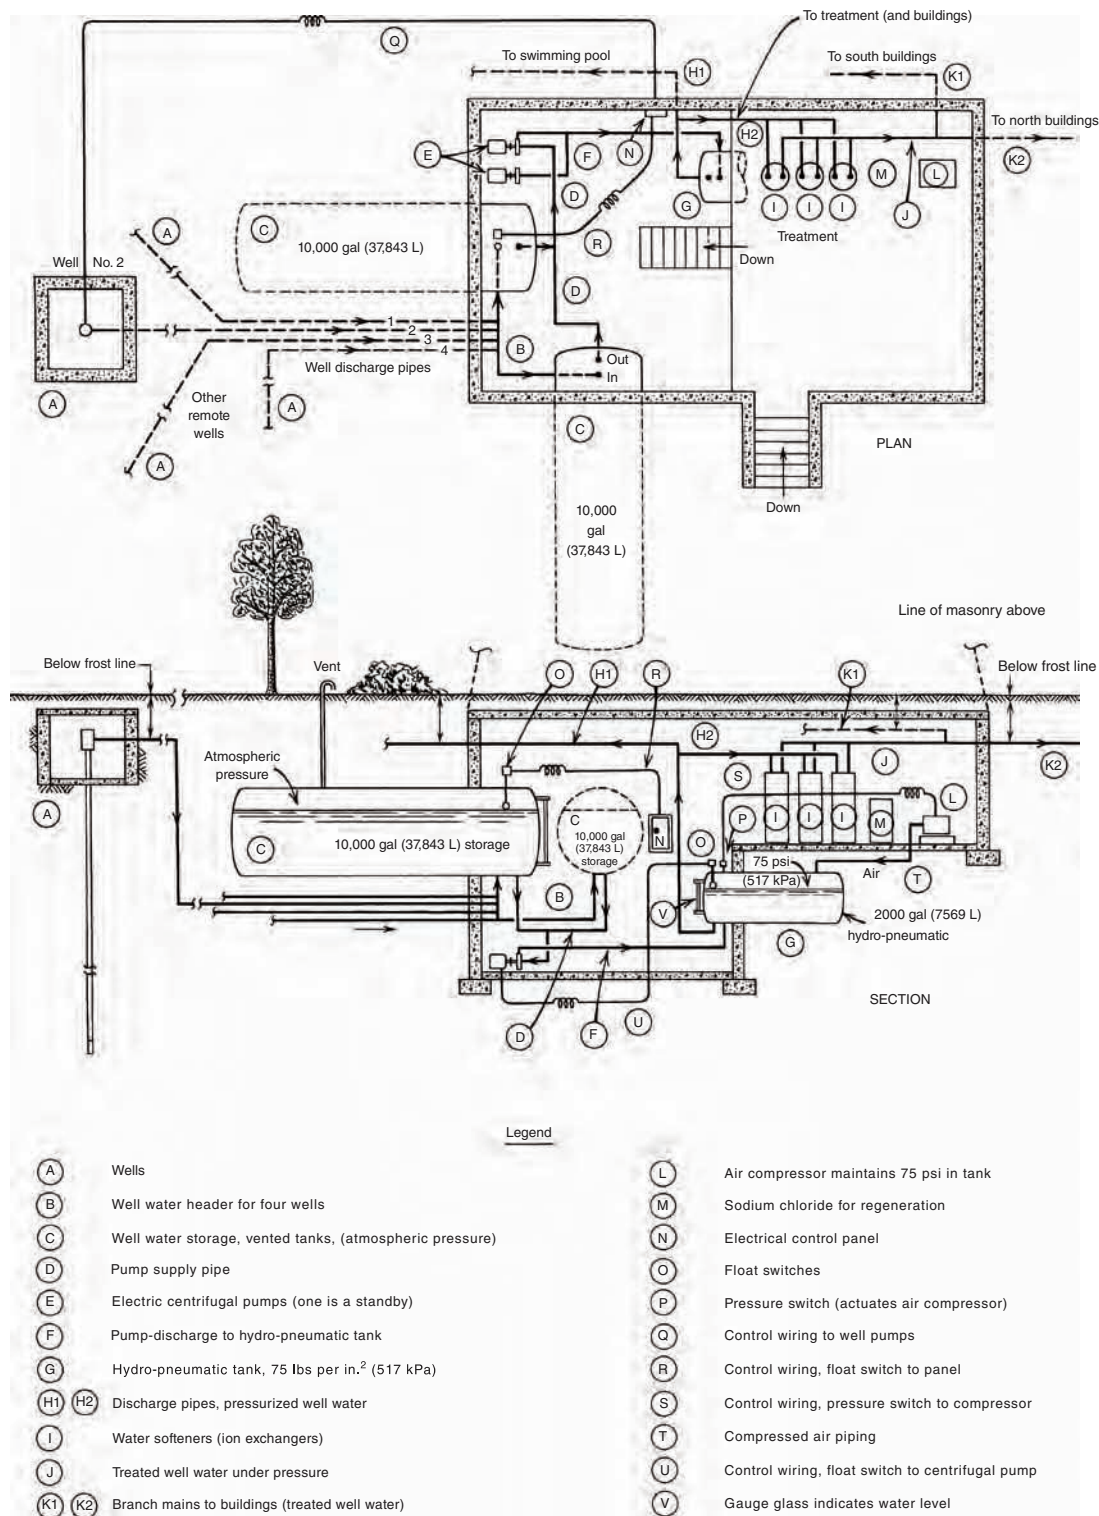 To treatment (and buildings)
Q
To swimming pool
H1
To south buildings
K1
To north buildings
K2
E
F
N
H2
M
L
D
G
I
I
I
J
Treatment
A
C
10,000 gal (37,843 L)
R
Down
Well No. 2
D
1
2
3
4
B
Out
In
Well discharge pipes
A
Other
remote
wells
A
A
C
PLAN
Down
10,000
gal
(37,843 L)
Line of masonry above
Below frost line
Vent
O
H1
R
K1
Below frost line
H2
Atmospheric
pressure
S
J
K2
L
A
C
10,000 gal (37,843 L) storage
C
10,000 gal
(37,843 L)
storage
N
O
P
I
I
I
M
75 psi
(517 kPa)
Air
T
B
V
2000 gal (7569 L)
hydro-pneumatic
G
SECTION
D
F
U
Legend
A Wells
B Well water header for four wells
C Well water storage, vented tanks, (atmospheric pressure)
D Pump supply pipe
E Electric centrifugal pumps (one is a standby)
F Pump-discharge to hydro-pneumatic tank
G Hydro-pneumatic tank, 75 lbs per in.² (517 kPa)
H1 H2 Discharge pipes, pressurized well water
I Water softeners (ion exchangers)
J Treated well water under pressure
K1 K2 Branch mains to buildings (treated well water)
L Air compressor maintains 75 psi in tank
M Sodium chloride for regeneration
N Electrical control panel
O Float switches
P Pressure switch (actuates air compressor)
Q Control wiring to well pumps
R Control wiring, float switch to panel
S Control wiring, pressure switch to compressor
T Compressed air piping
U Control wiring, float switch to centrifugal pump
V Gauge glass indicates water level